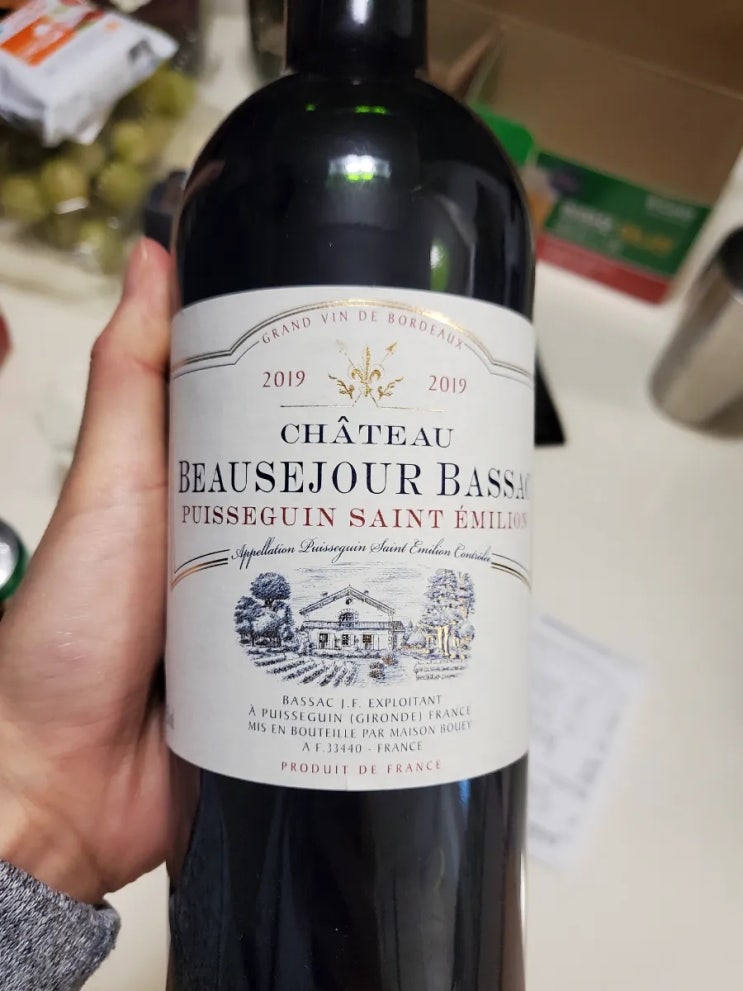 GRAND VIN DE BORDEAUX
2019 2019
CHÂTEAU
BEAUSEJOUR BASSAC
PUISSEGUIN SAINT ÉMILION
Appellation Puisseguin Saint Emilion Contrôlée
BASSAC J.F. EXPLOITANT
À PUISSEGUIN (GIRONDE) FRANCE
MIS EN BOUTEILLE PAR MAISON BOUEY
A F.33440 - FRANCE
PRODUIT DE FRANCE